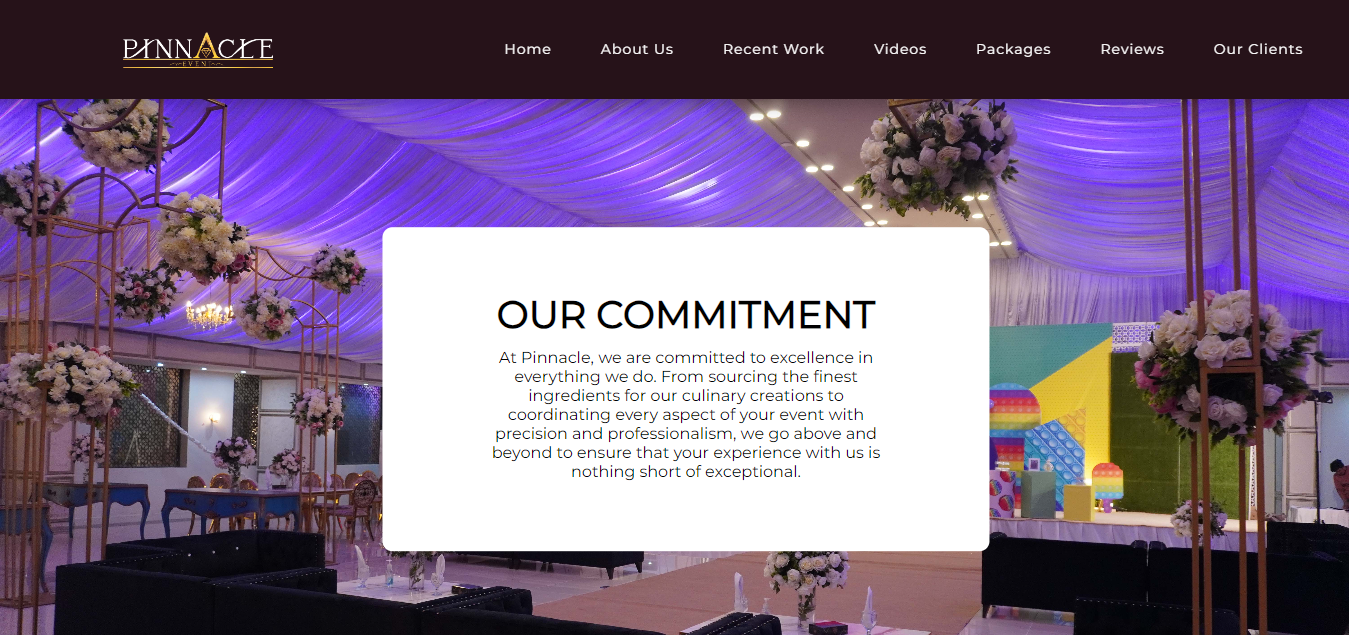 PINNACLE
EVENT
Home About Us Recent Work Videos Packages Reviews Our Clients
OUR COMMITMENT
At Pinnacle, we are committed to excellence in
everything we do. From sourcing the finest
ingredients for our culinary creations to
coordinating every aspect of your event with
precision and professionalism, we go above and
beyond to ensure that your experience with us is
nothing short of exceptional.